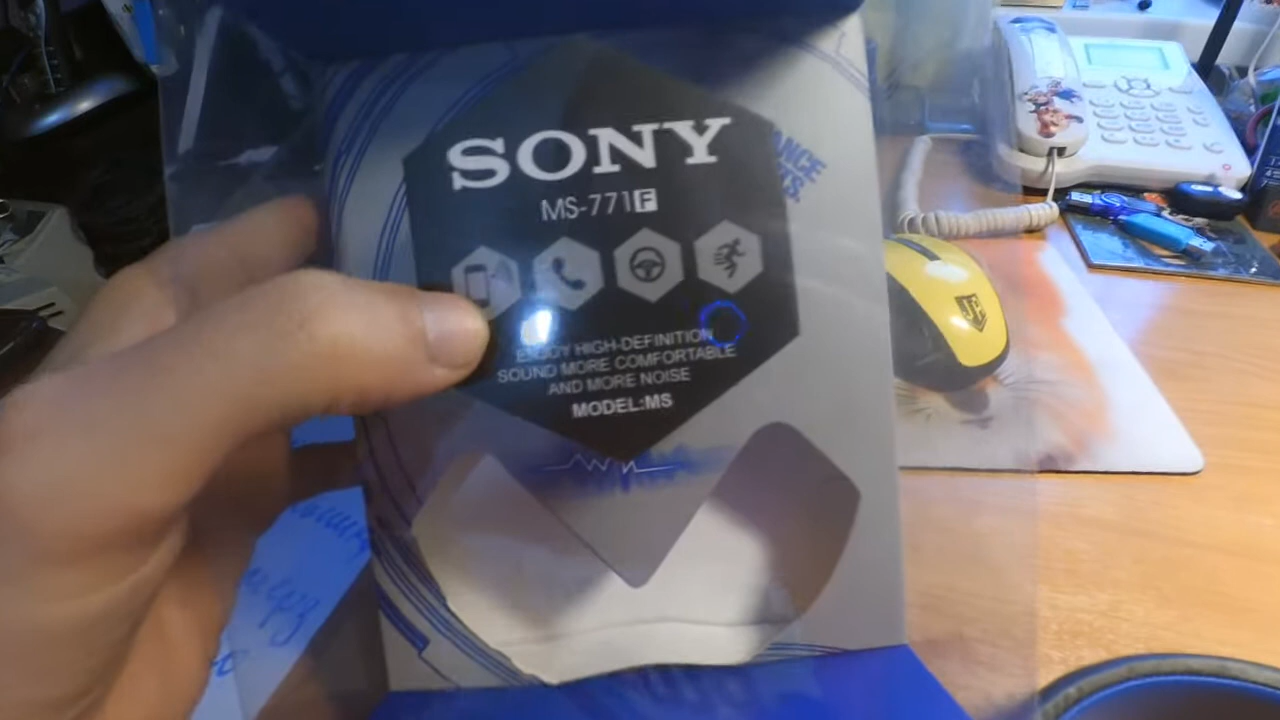 SONY
MS-771F
ENJOY HIGH-DEFINITION
SOUND MORE COMFORTABLE
AND MORE NOISE
MODEL:MS